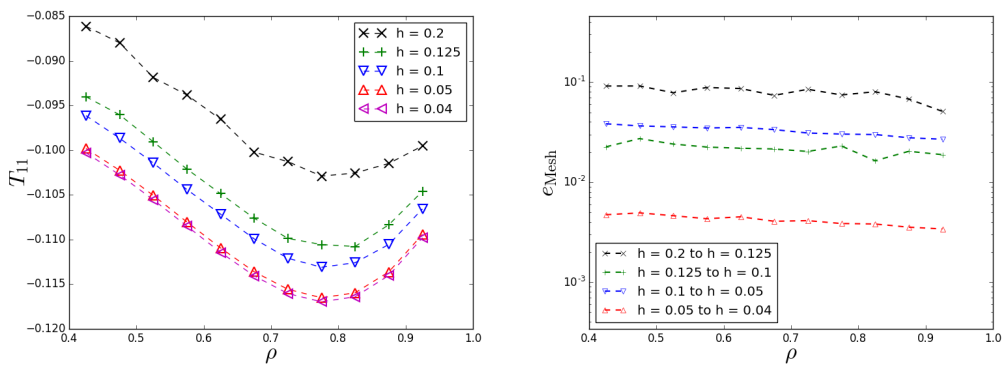 −0.085
−0.090
−0.095
−0.100
−0.105
−0.110
−0.115
−0.120
T11
0.4 0.5 0.6 0.7 0.8 0.9 1.0
ρ
h = 0.2
h = 0.125
h = 0.1
h = 0.05
h = 0.04
10⁻¹
10⁻²
10⁻³
eMesh
0.4 0.5 0.6 0.7 0.8 0.9 1.0
ρ
h = 0.2 to h = 0.125
h = 0.125 to h = 0.1
h = 0.1 to h = 0.05
h = 0.05 to h = 0.04